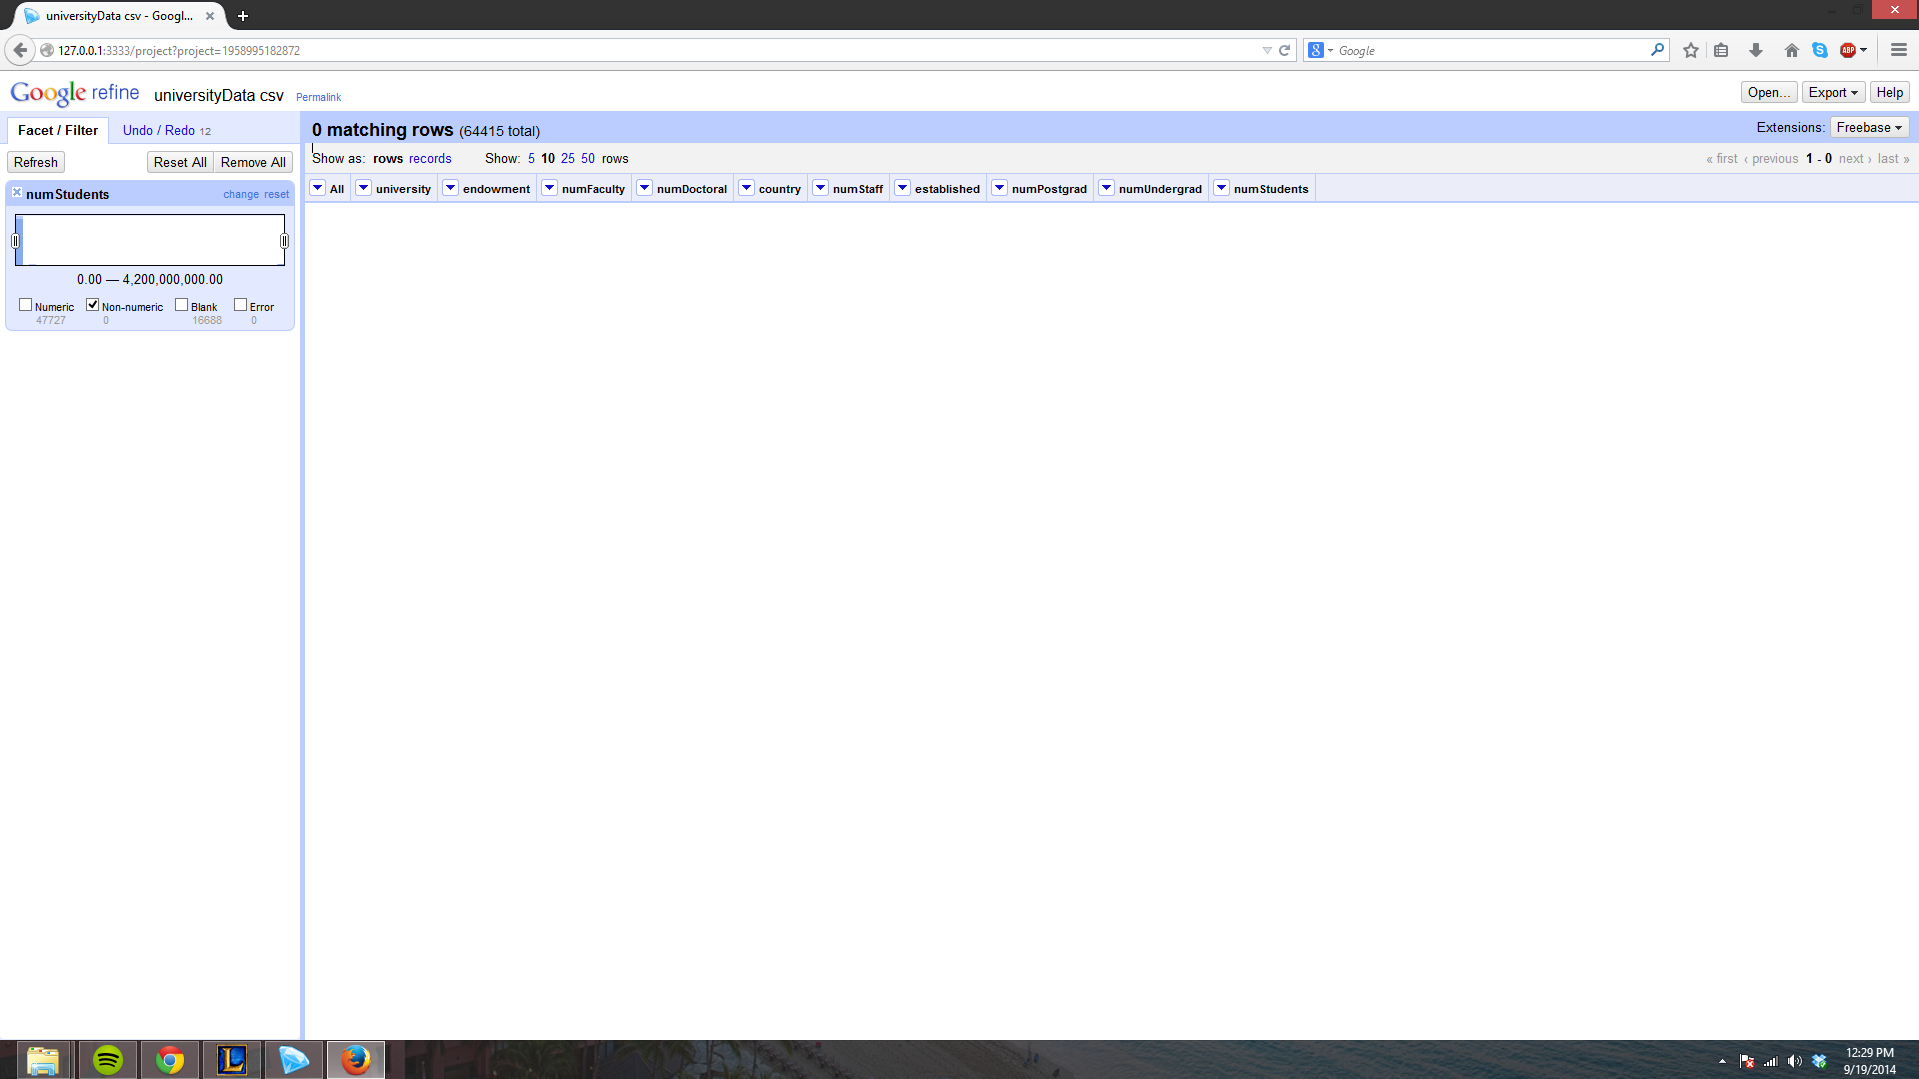 universityData csv - Googl...
127.0.0.1:3333/project?project=1958995182872
Google
ABP
Google refine universityData csv Permalink
Open... Export Help
Facet / Filter Undo / Redo 12
0 matching rows (64415 total)
Extensions: Freebase
Refresh Reset All Remove All
Show as: rows records Show: 5 10 25 50 rows
« first ‹ previous 1 - 0 next › last »
numStudents change reset
All university endowment numFaculty numDoctoral country numStaff established numPostgrad numUndergrad numStudents
0.00 — 4,200,000,000.00
Numeric Non-numeric Blank Error
47727 0 16688 0
12:29 PM
9/19/2014